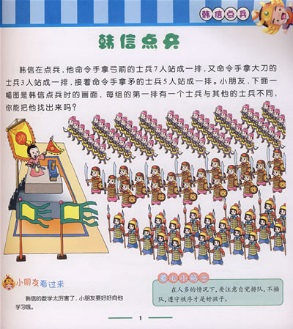 韩信点兵
韩信点兵
韩信在点兵，他命令手拿弓箭的士兵7人站成一排，又命令手拿大刀的
士兵3人站成一排，接着命令手拿矛的士兵5人站成一排。小朋友，下面一
幅图是韩信点兵时的画面，每组的第一排有一个士兵与其他的士兵不同，
你能把他找出来吗？
小朋友看过来
韩信的数学太厉害了，小朋友要好好向他
学习哦。
在人多的情况下，要注意自觉排队、不插
队，遵守秩序才是好孩子。
1